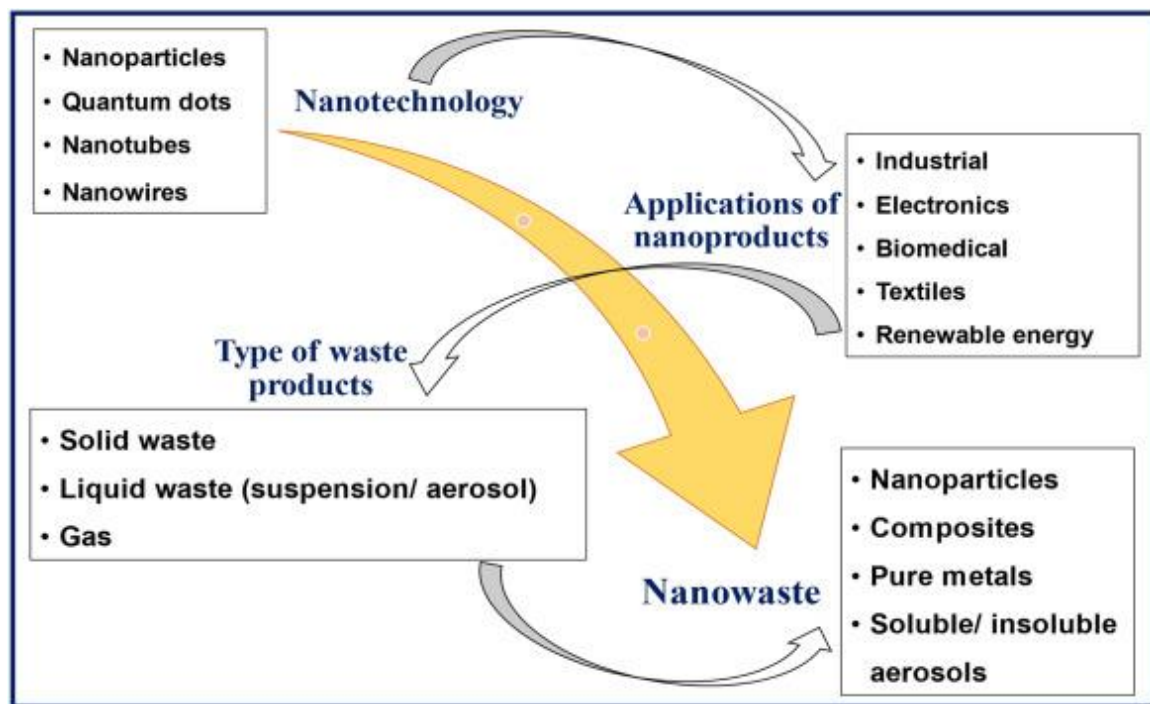 • Nanoparticles
• Quantum dots
• Nanotubes
• Nanowires
Nanotechnology
Applications of
nanoproducts
• Industrial
• Electronics
• Biomedical
• Textiles
• Renewable energy
Type of waste
products
• Solid waste
• Liquid waste (suspension/ aerosol)
• Gas
Nanowaste
• Nanoparticles
• Composites
• Pure metals
• Soluble/ insoluble
aerosols